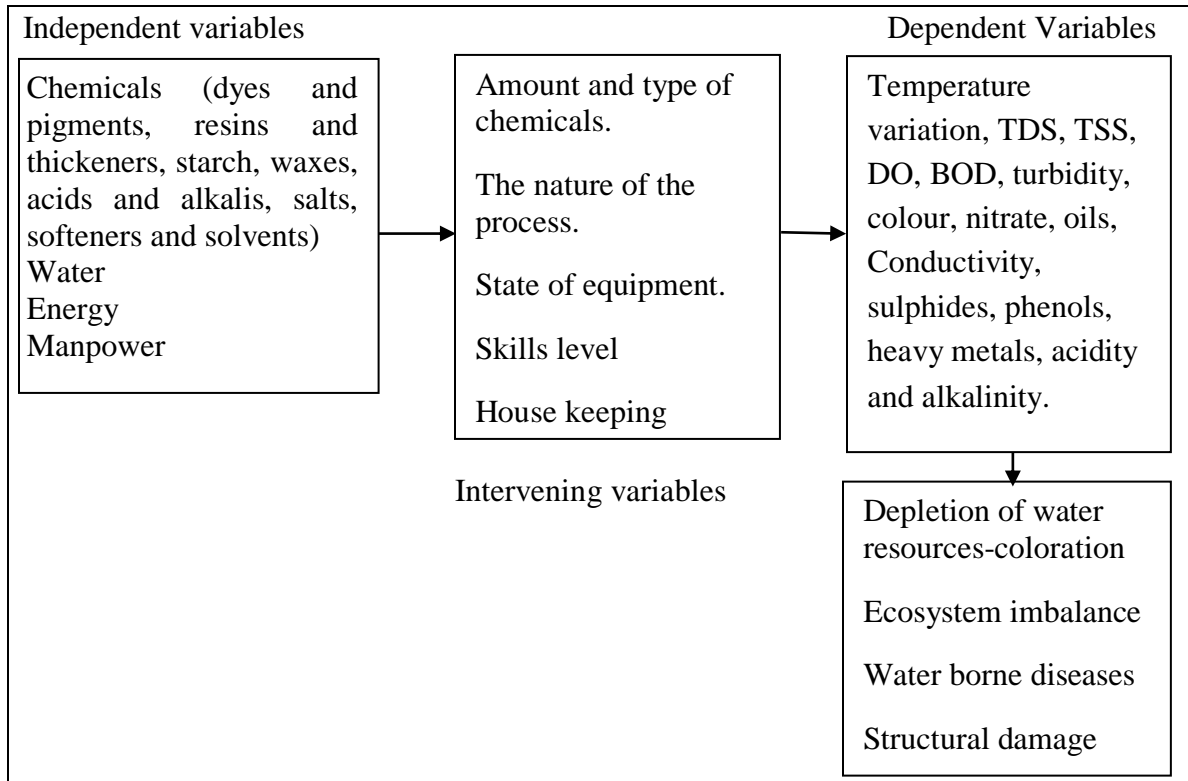 Independent variables
Chemicals (dyes and
pigments, resins and
thickeners, starch, waxes,
acids and alkalis, salts,
softeners and solvents)
Water
Energy
Manpower
Amount and type of
chemicals.
The nature of the
process.
State of equipment.
Skills level
House keeping
Intervening variables
Dependent Variables
Temperature
variation, TDS, TSS,
DO, BOD, turbidity,
colour, nitrate, oils,
Conductivity,
sulphides, phenols,
heavy metals, acidity
and alkalinity.
Depletion of water
resources-coloration
Ecosystem imbalance
Water borne diseases
Structural damage